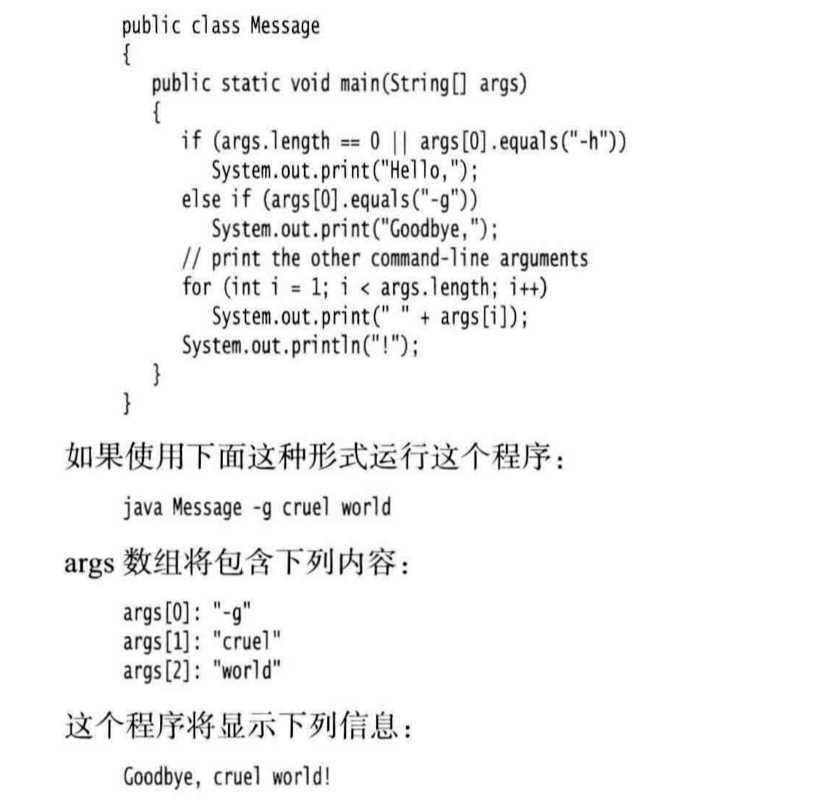 public class Message
{
   public static void main(String[] args)
   {
      if (args.length == 0 || args[0].equals("-h"))
         System.out.print("Hello,");
      else if (args[0].equals("-g"))
         System.out.print("Goodbye,");
      // print the other command-line arguments
      for (int i = 1; i < args.length; i++)
         System.out.print(" " + args[i]);
      System.out.println("!");
   }
}
如果使用下面这种形式运行这个程序：
java Message -g cruel world
args 数组将包含下列内容：
args[0]: "-g"
args[1]: "cruel"
args[2]: "world"
这个程序将显示下列信息：
Goodbye, cruel world!